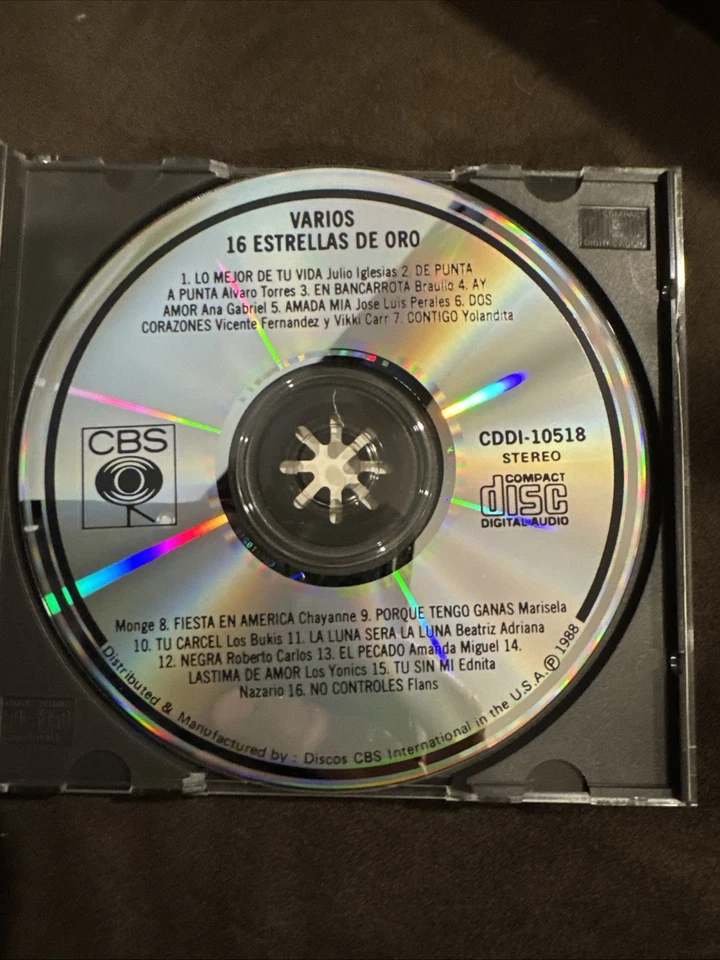 VARIOS
16 ESTRELLAS DE ORO
1. LO MEJOR DE TU VIDA Julio Iglesias 2. DE PUNTA
A PUNTA Alvaro Torres 3. EN BANCARROTA Braulio 4. AY
AMOR Ana Gabriel 5. AMADA MIA Jose Luis Perales 6. DOS
CORAZONES Vicente Fernandez y Vikki Carr 7. CONTIGO Yolandita
CBS
CDDI-10518
STEREO
COMPACT
disc
DIGITAL AUDIO
Monge 8. FIESTA EN AMERICA Chayanne 9. PORQUE TENGO GANAS Marisela
10. TU CARCEL Los Bukis 11. LA LUNA SERA LA LUNA Beatriz Adriana
12. NEGRA Roberto Carlos 13. EL PECADO Amanda Miguel 14.
LASTIMA DE AMOR Los Yonics 15. TU SIN MI Ednita
Nazario 16. NO CONTROLES Flans
Distributed & Manufactured by : Discos CBS International in the U.S.A. ℗ 1988
COMPACT
disc
DIGITAL AUDIO